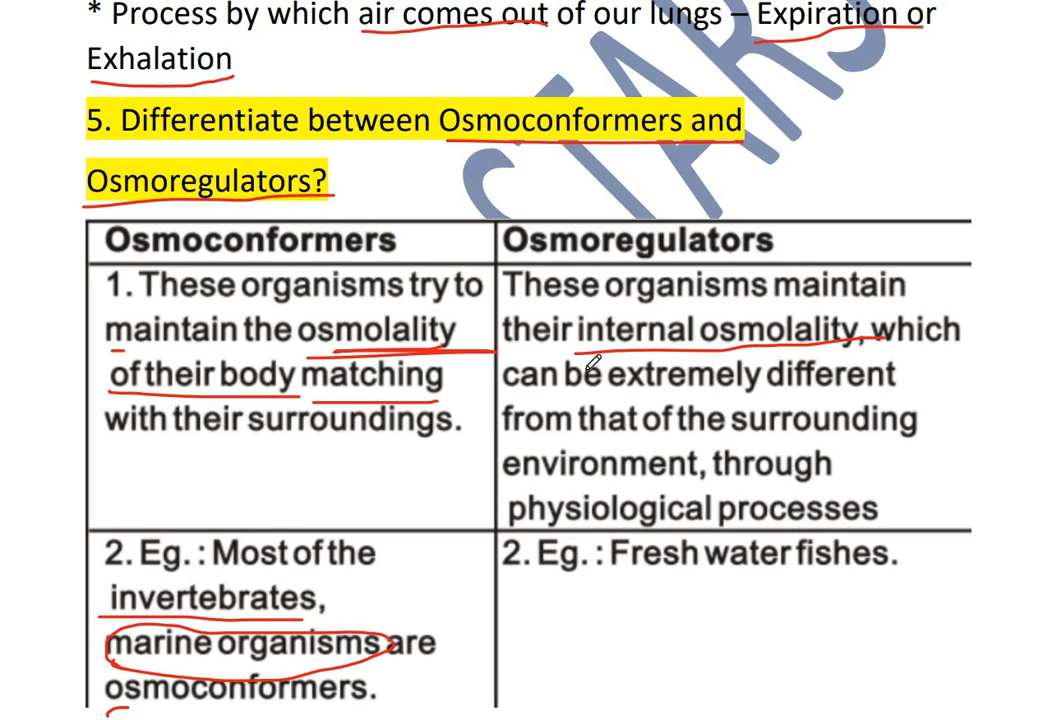 * Process by which air comes out of our lungs – Expiration or
Exhalation
5. Differentiate between Osmoconformers and
Osmoregulators?
STARS
Osmoconformers
1. These organisms try to
maintain the osmolality
of their body matching
with their surroundings.
2. Eg. : Most of the
invertebrates,
marine organisms are
osmoconformers.
Osmoregulators
These organisms maintain
their internal osmolality, which
can be extremely different
from that of the surrounding
environment, through
physiological processes
2. Eg. : Fresh water fishes.